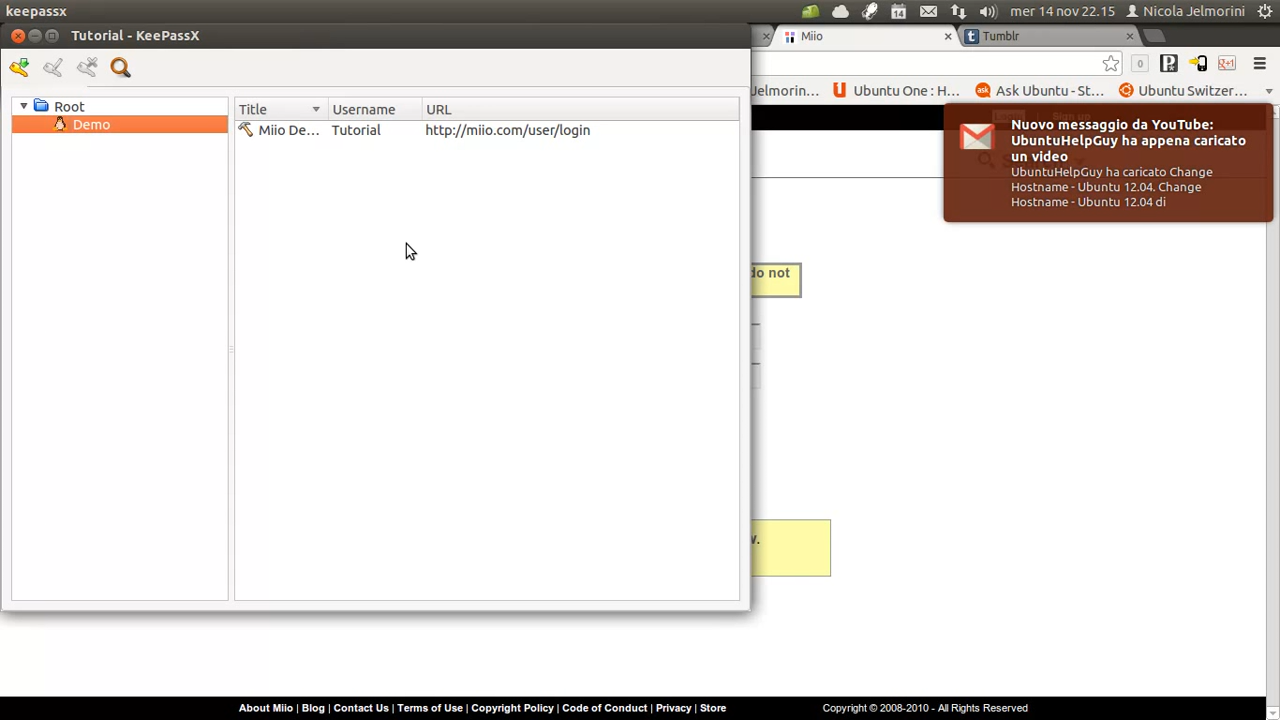 keepassx
mer 14 nov 22.15
Nicola Jelmorini
Tutorial - KeePassX
Miio
Tumblr
0
Jelmorin...
Ubuntu One : H...
Ask Ubuntu - St...
Ubuntu Switzer...
Root
Demo
Title
Username
URL
Miio De...
Tutorial
http://miio.com/user/login
Nuovo messaggio da YouTube:
UbuntuHelpGuy ha appena caricato
un video
UbuntuHelpGuy ha caricato Change
Hostname - Ubuntu 12.04. Change
Hostname - Ubuntu 12.04 di
do not
About Miio | Blog | Contact Us | Terms of Use | Copyright Policy | Code of Conduct | Privacy | Store
Copyright © 2008-2010 - All Rights Reserved